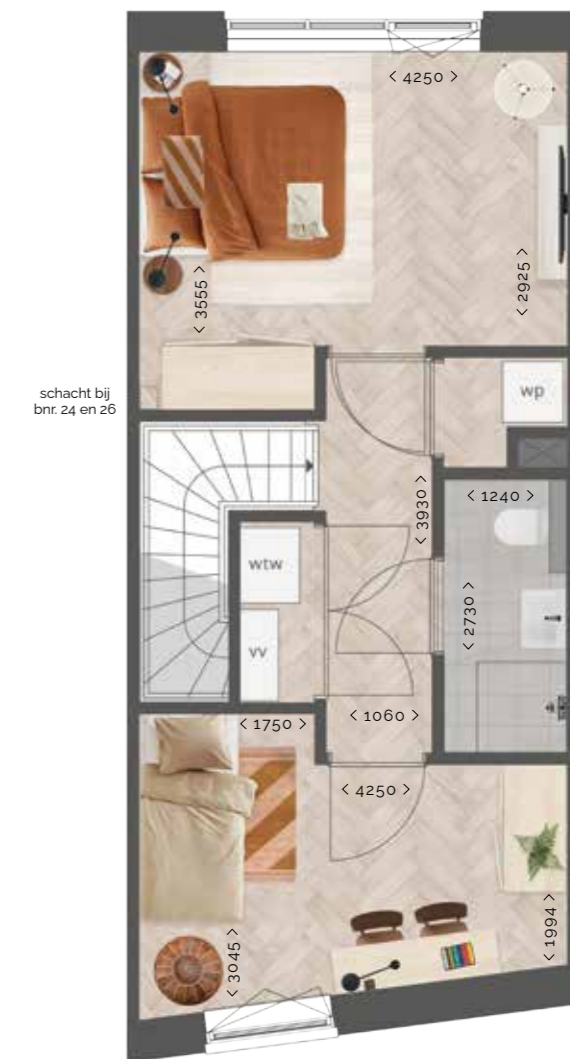 < 4250 >
< 3555 >
< 2925 >
schacht bij
bnr. 24 en 26
wp
< 3930 >
< 1240 >
wtw
< 2730 >
vv
< 1750 >
< 1060 >
< 4250 >
< 3045 >
< 1994 >